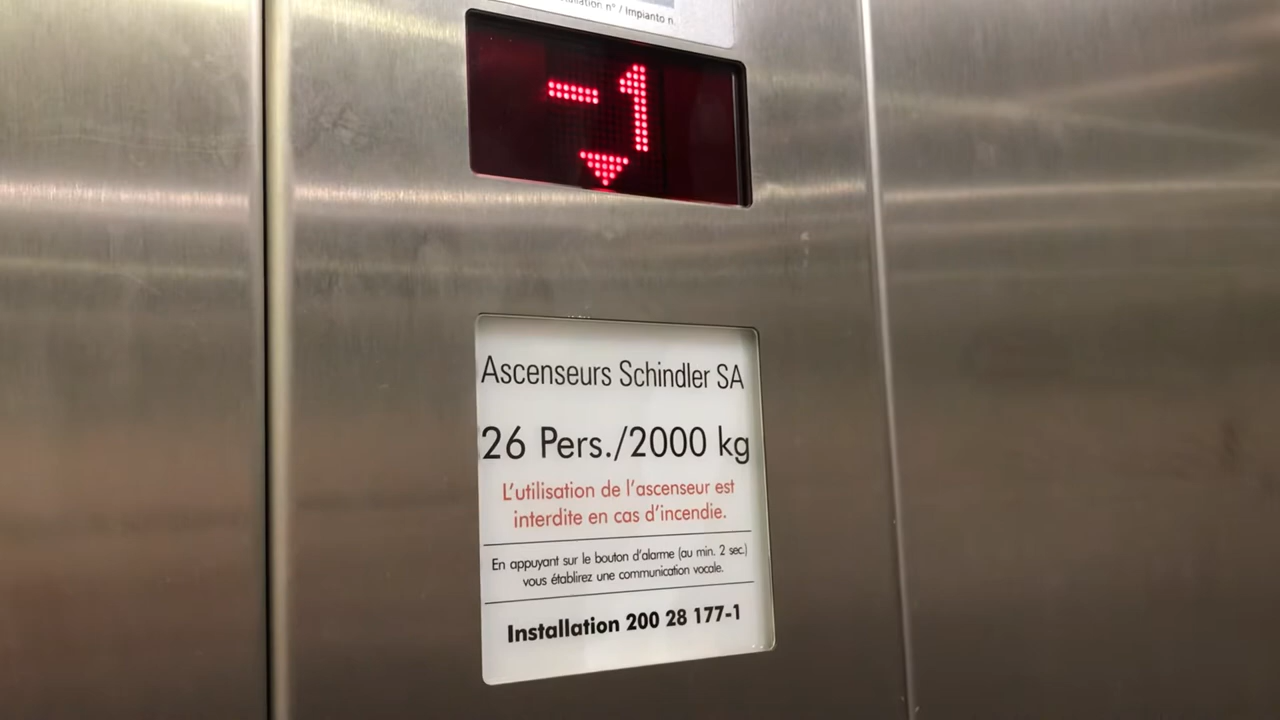 n° / Impianto n.
-1
Ascenseurs Schindler SA
26 Pers./2000 kg
L'utilisation de l'ascenseur est
interdite en cas d'incendie.
En appuyant sur le bouton d'alarme (au min. 2 sec.)
vous établirez une communication vocale.
Installation 200 28 177-1